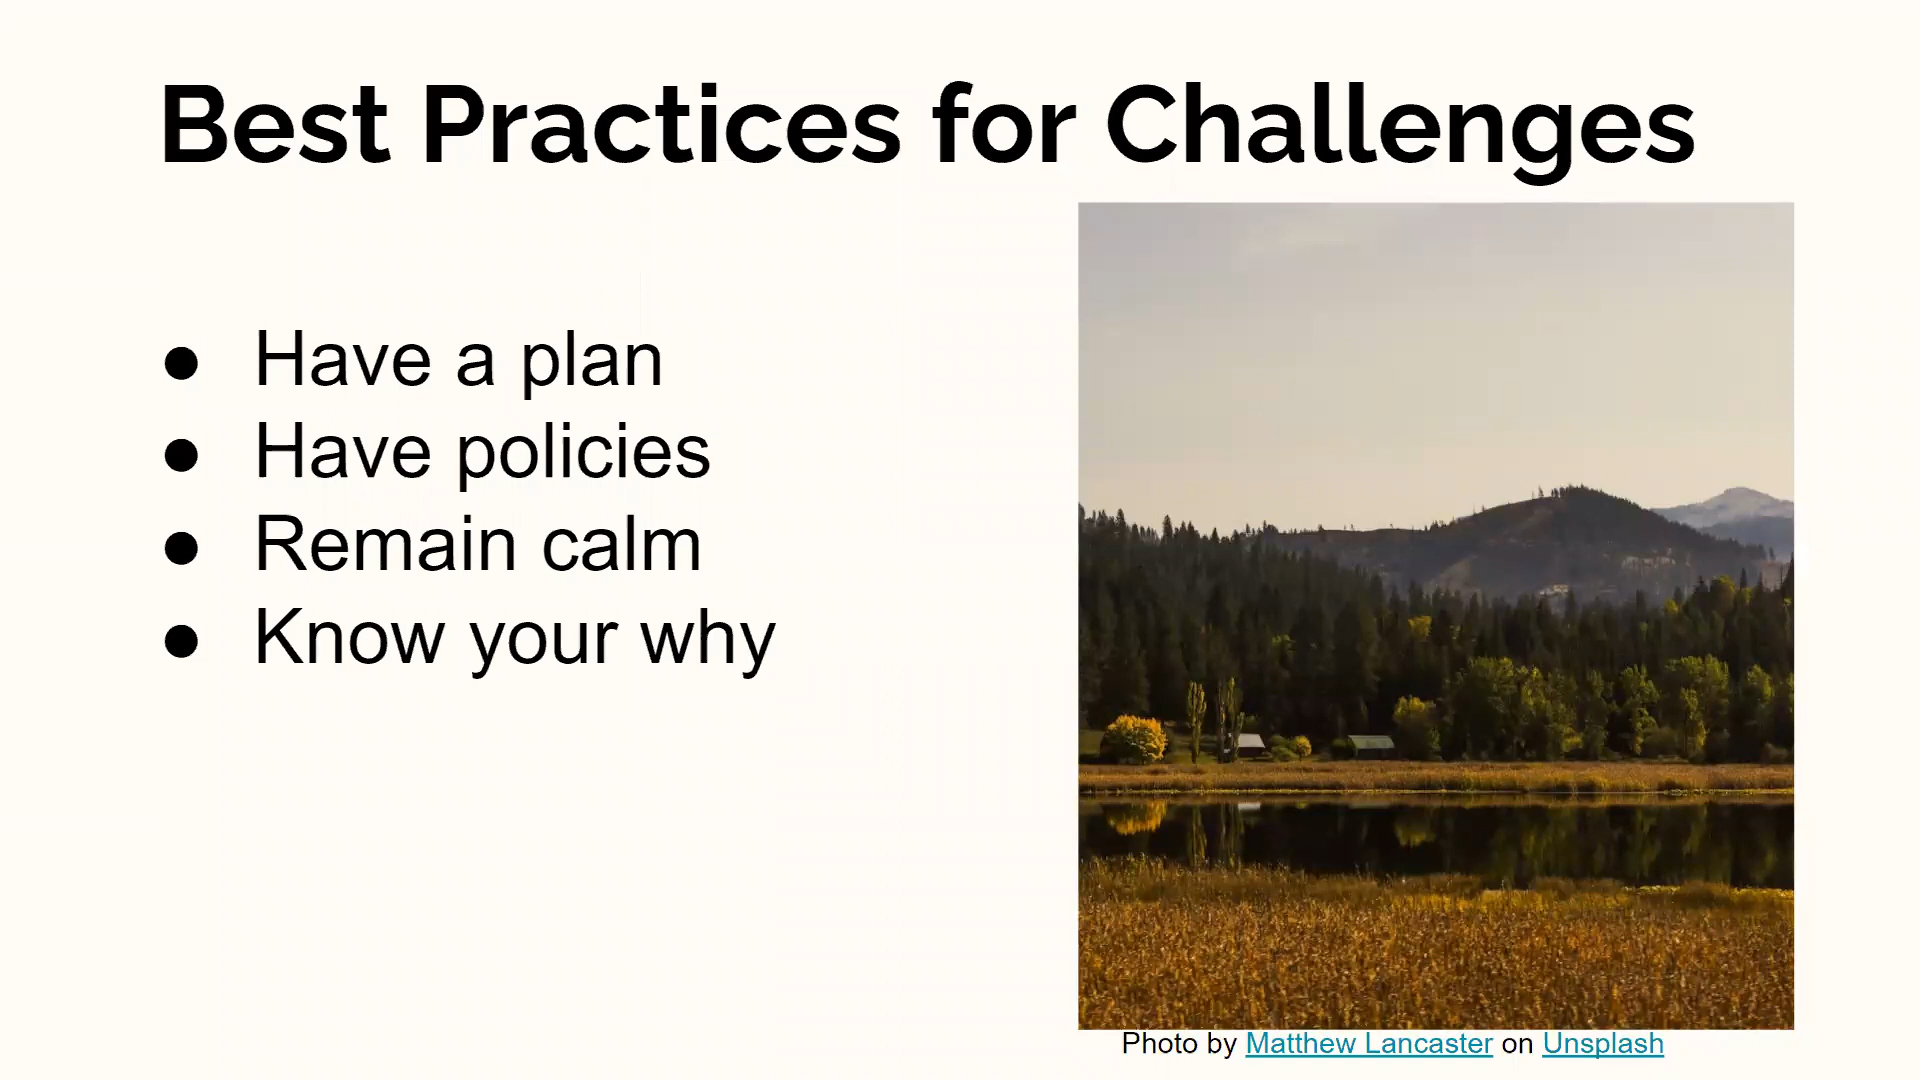 Best Practices for Challenges
● Have a plan
● Have policies
● Remain calm
● Know your why
Photo by Matthew Lancaster on Unsplash